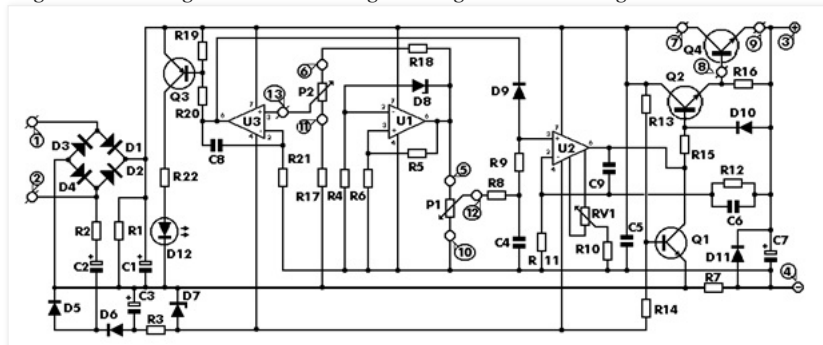 R19
R18
7
Q4
9
3
+
Q3
6
8
Q2
R16
P2
13
D8
D9
R20
U3
U1
U2
R13
D10
1
D3
D1
11
C8
R21
R5
5
R9
R15
R12
2
D4
D2
R22
R17
R4
R6
P1
R8
12
C9
RV1
C6
R2
R1
D12
10
C4
R 11
R10
C5
Q1
D11
C7
C2
C1
4
D5
D6
C3
D7
R3
R7
R14